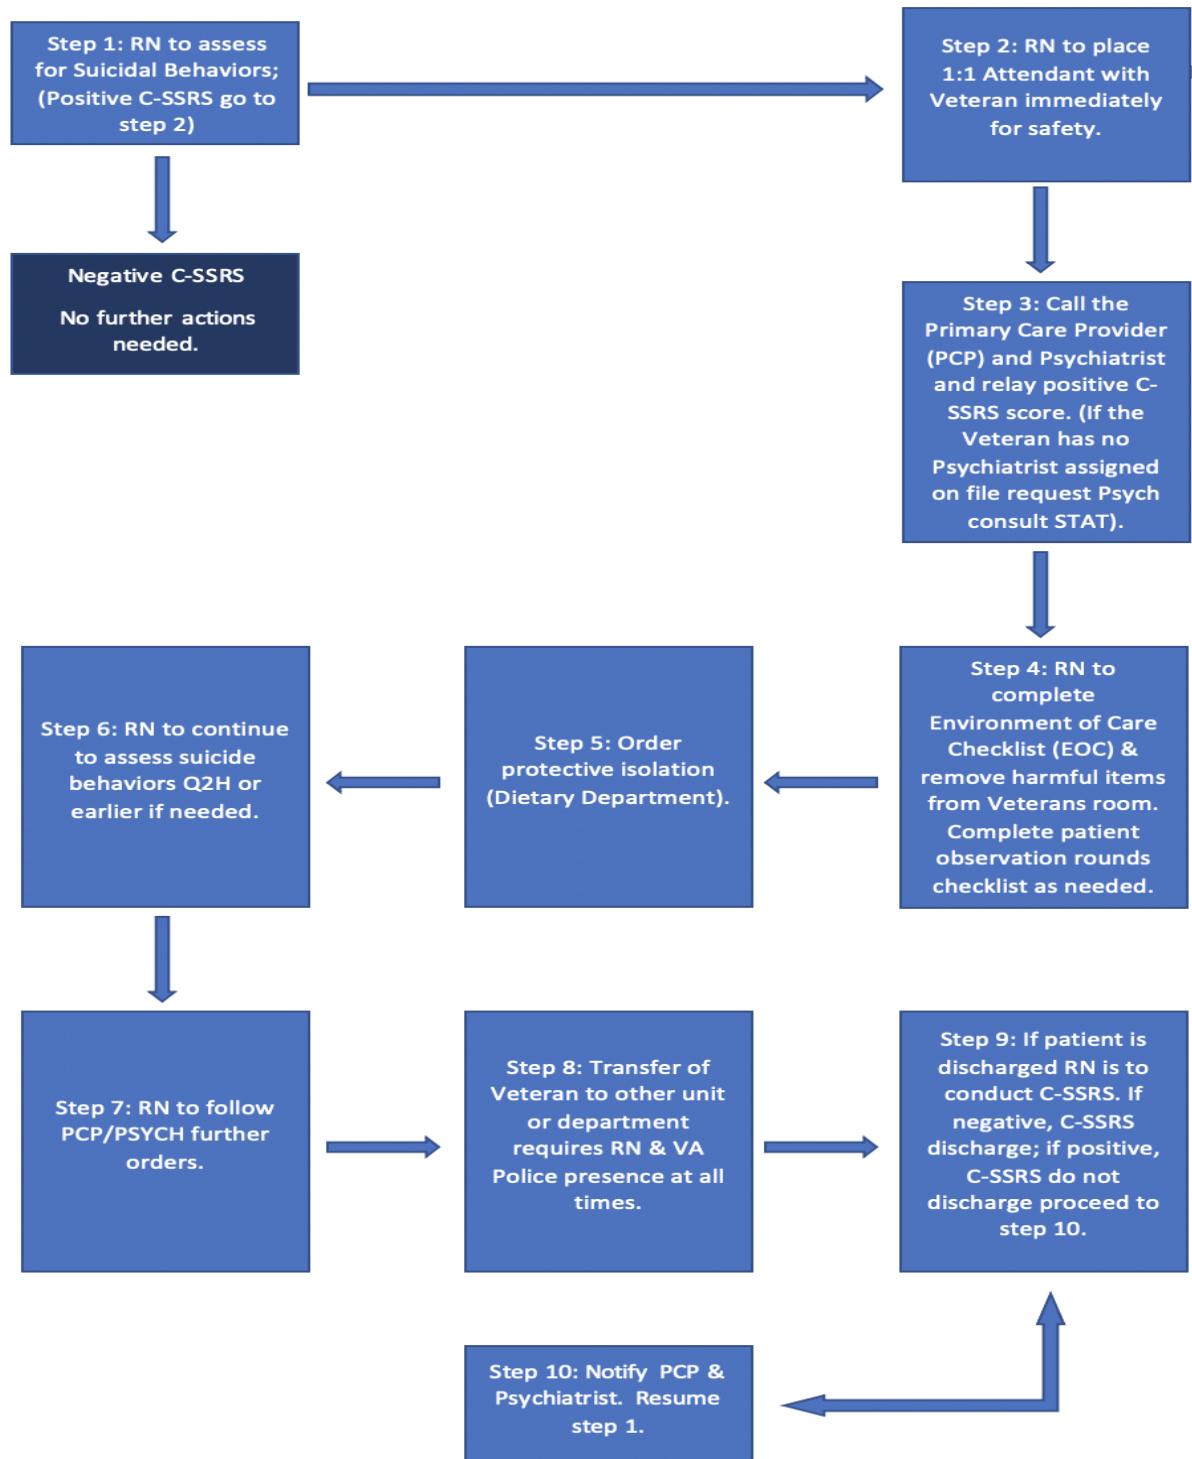 Step 1: RN to assess
for Suicidal Behaviors;
(Positive C-SSRS go to
step 2)
Step 2: RN to place
1:1 Attendant with
Veteran immediately
for safety.
Negative C-SSRS
No further actions
needed.
Step 3: Call the
Primary Care Provider
(PCP) and Psychiatrist
and relay positive C-
SSRS score. (If the
Veteran has no
Psychiatrist assigned
on file request Psych
consult STAT).
Step 4: RN to
complete
Environment of Care
Checklist (EOC) &
remove harmful items
from Veterans room.
Complete patient
observation rounds
checklist as needed.
Step 5: Order
protective isolation
(Dietary Department).
Step 6: RN to continue
to assess suicide
behaviors Q2H or
earlier if needed.
Step 7: RN to follow
PCP/PSYCH further
orders.
Step 8: Transfer of
Veteran to other unit
or department
requires RN & VA
Police presence at all
times.
Step 9: If patient is
discharged RN is to
conduct C-SSRS. If
negative, C-SSRS
discharge; if positive,
C-SSRS do not
discharge proceed to
step 10.
Step 10: Notify PCP &
Psychiatrist. Resume
step 1.